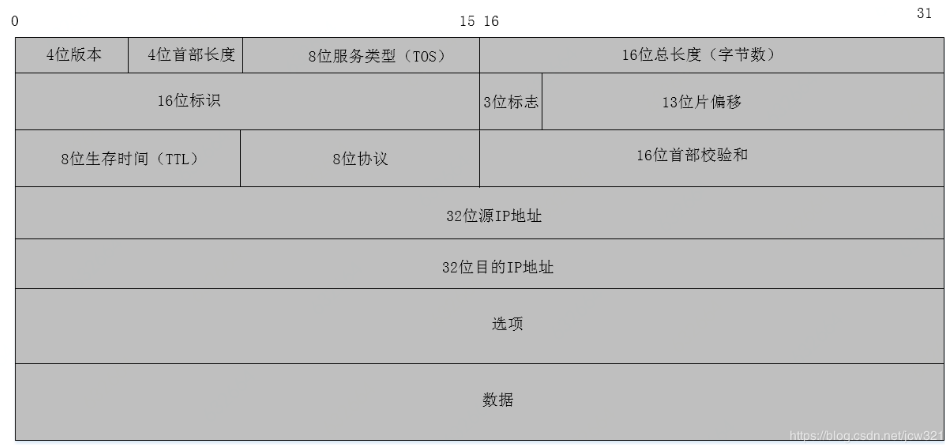 0 15 16 31
4位版本 4位首部长度 8位服务类型（TOS） 16位总长度（字节数）
16位标识 3位标志 13位片偏移
8位生存时间（TTL） 8位协议 16位首部校验和
32位源IP地址
32位目的IP地址
选项
数据
https://blog.csdn.net/jcw321